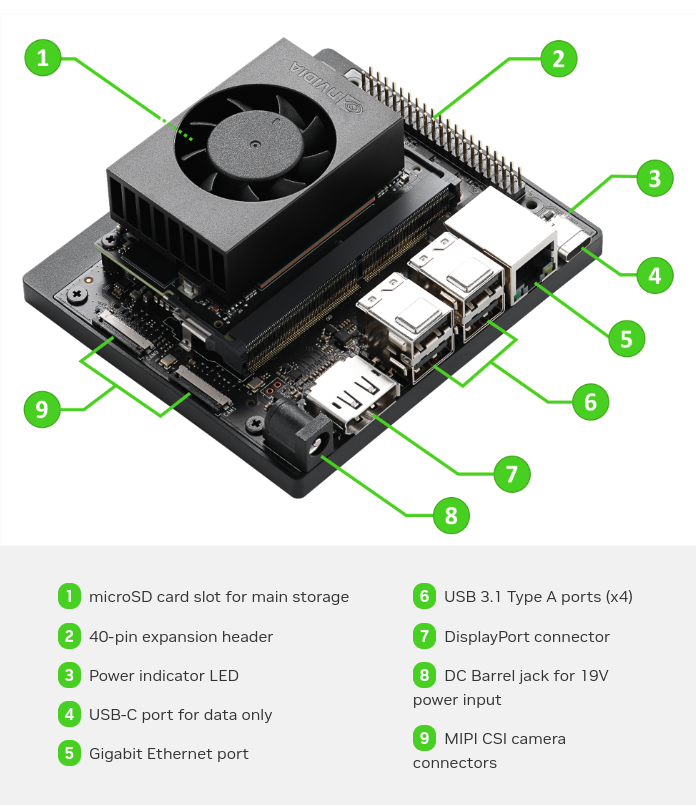 1
2
NVIDIA
3
4
5
6
9
7
8
1 microSD card slot for main storage
2 40-pin expansion header
3 Power indicator LED
4 USB-C port for data only
5 Gigabit Ethernet port
6 USB 3.1 Type A ports (x4)
7 DisplayPort connector
8 DC Barrel jack for 19V
power input
9 MIPI CSI camera
connectors